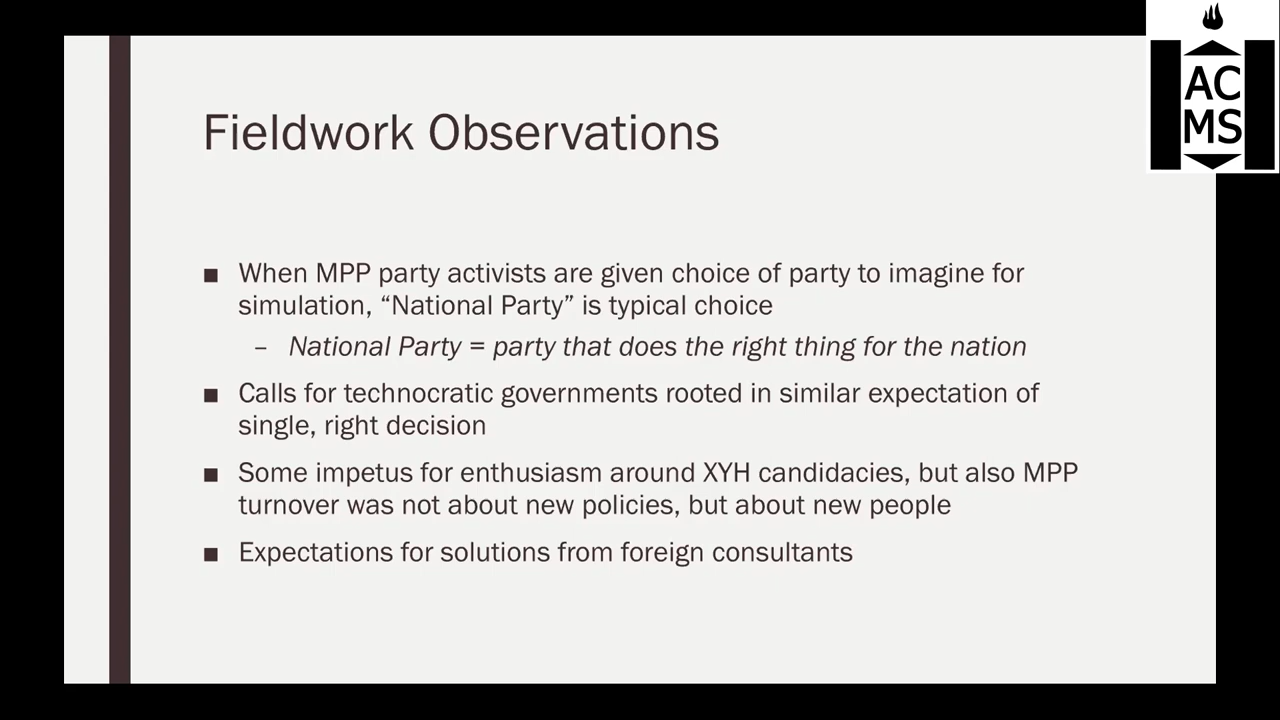 AC
MS
Fieldwork Observations
■ When MPP party activists are given choice of party to imagine for
simulation, “National Party” is typical choice
– National Party = party that does the right thing for the nation
■ Calls for technocratic governments rooted in similar expectation of
single, right decision
■ Some impetus for enthusiasm around XYH candidacies, but also MPP
turnover was not about new policies, but about new people
■ Expectations for solutions from foreign consultants